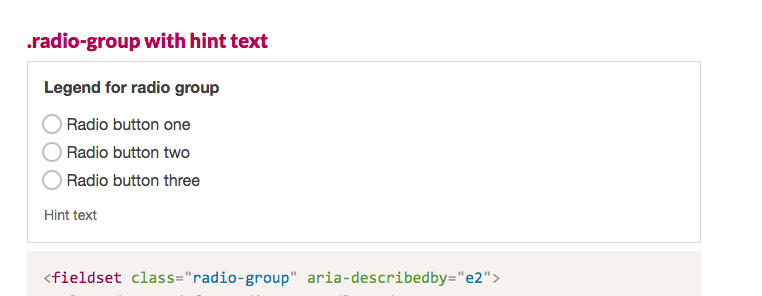 .radio-group with hint text
Legend for radio group
Radio button one
Radio button two
Radio button three
Hint text
<fieldset class="radio-group" aria-describedby="e2">